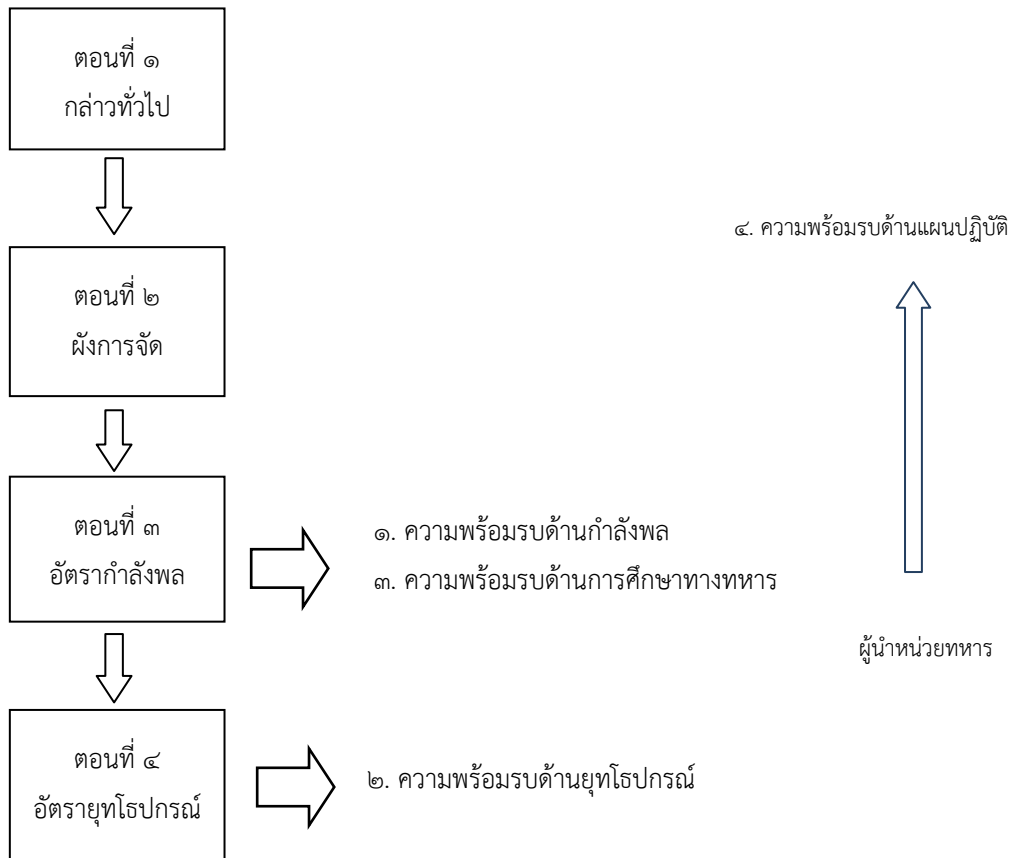 ตอนที่ ๑
กล่าวทั่วไป
ตอนที่ ๒
ผังการจัด
ตอนที่ ๓
อัตรากำลังพล
ตอนที่ ๔
อัตรายุทโธปกรณ์
๑. ความพร้อมรบด้านกำลังพล
๓. ความพร้อมรบด้านการศึกษาทางทหาร
๒. ความพร้อมรบด้านยุทโธปกรณ์
๔. ความพร้อมรบด้านแผนปฏิบัติ
ผู้นำหน่วยทหาร